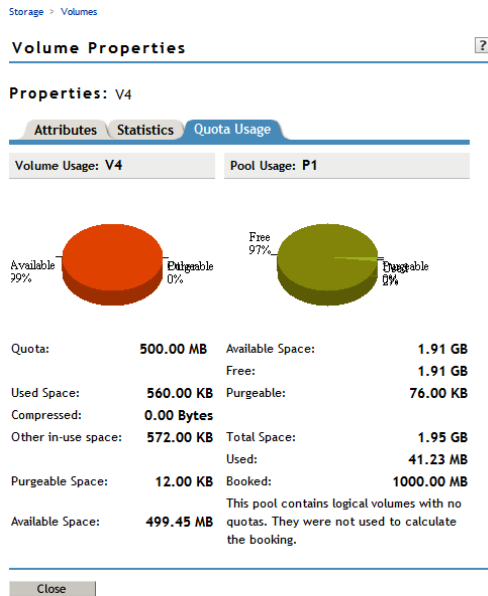 Storage > Volumes
Volume Properties
?
Properties: V4
Attributes Statistics Quota Usage
Volume Usage: V4 Pool Usage: P1
Available
99%
0%
Free
97%
Quota: 500.00 MB
Used Space: 560.00 KB
Compressed: 0.00 Bytes
Other in-use space: 572.00 KB
Purgeable Space: 12.00 KB
Available Space: 499.45 MB
Available Space: 1.91 GB
Free: 1.91 GB
Purgeable: 76.00 KB
Total Space: 1.95 GB
Used: 41.23 MB
Booked: 1000.00 MB
This pool contains logical volumes with no
quotas. They were not used to calculate
the booking.
Close